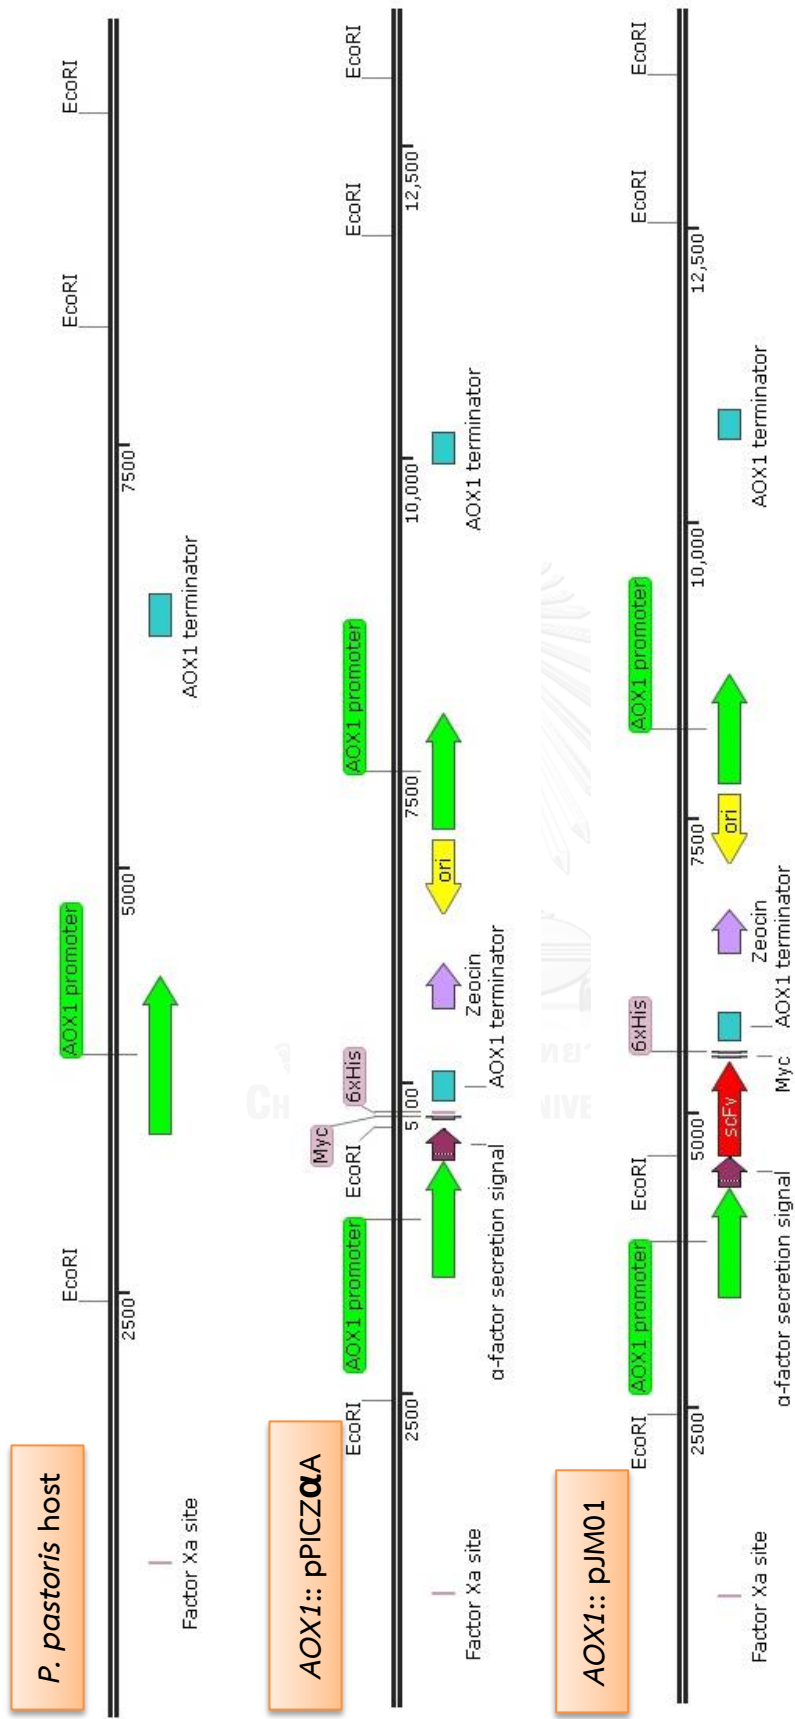 P. pastoris host
EcoRI
AOX1 promoter
EcoRI
EcoRI
2500
5000
7500
Factor Xa site
AOX1 terminator
AOX1:: pPICZαA
EcoRI
AOX1 promoter
EcoRI
Myc
6xHis
AOX1 promoter
EcoRI
EcoRI
2500
5000
7500
10,000
12,500
ori
Factor Xa site
α-factor secretion signal
AOX1 terminator
Zeocin
AOX1 terminator
AOX1:: pJM01
EcoRI
AOX1 promoter
EcoRI
6xHis
AOX1 promoter
EcoRI
EcoRI
2500
5000
7500
10,000
12,500
scFv
ori
Factor Xa site
α-factor secretion signal
Myc
AOX1 terminator
Zeocin
AOX1 terminator